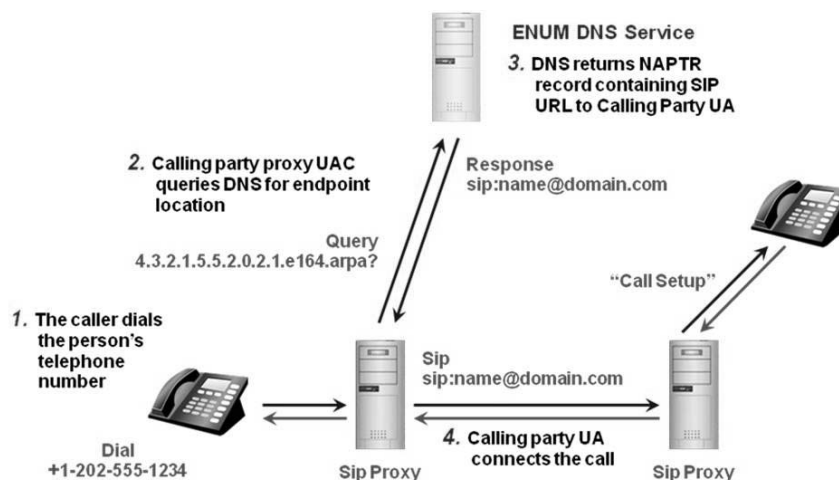 ENUM DNS Service
3. DNS returns NAPTR
record containing SIP
URL to Calling Party UA
2. Calling party proxy UAC
queries DNS for endpoint
location
Response
sip:name@domain.com
Query
4.3.2.1.5.5.2.0.2.1.e164.arpa?
"Call Setup"
1. The caller dials
the person's
telephone
number
Sip
sip:name@domain.com
Dial
+1-202-555-1234
Sip Proxy
4. Calling party UA
connects the call
Sip Proxy